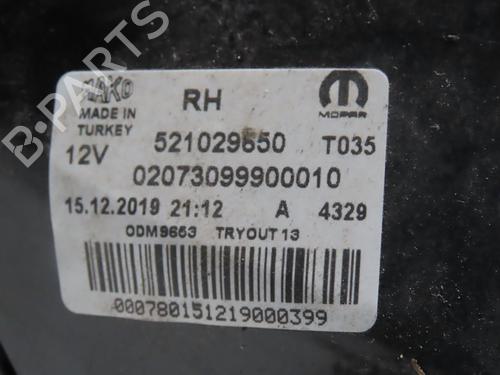 MAKO
RH
MOPAR
MADE IN
TURKEY
12V
521029650
T035
02073099900010
15.12.2019 21:12
A
4329
ODM9653 TRYOUT 13
000780151219000399
B-PARTS